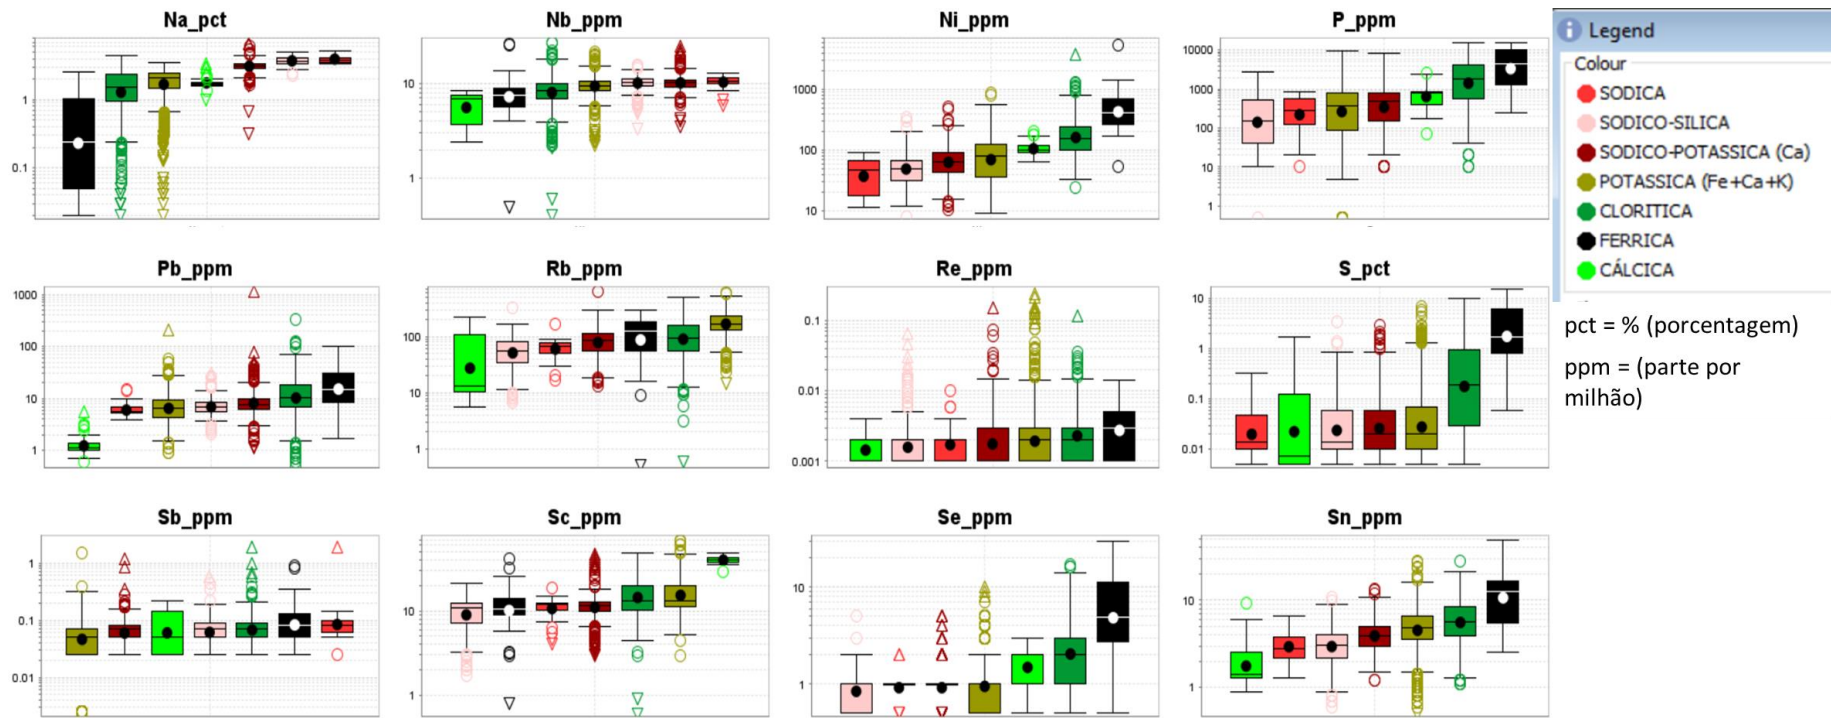 Na_pct
1
0.1
Nb_ppm
10
1
Ni_ppm
1000
100
10
P_ppm
10000
1000
100
10
1
Legend
Colour
SODICA
SODICO-SILICA
SODICO-POTASSICA (Ca)
POTASSICA (Fe+Ca+K)
CLORITICA
FERRICA
CÁLCICA
pct = % (porcentagem)
ppm = (parte por
milhão)
Pb_ppm
1000
100
10
1
Rb_ppm
100
10
1
Re_ppm
0.1
0.01
0.001
S_pct
10
1
0.1
0.01
Sb_ppm
1
0.1
0.01
Sc_ppm
10
1
Se_ppm
10
1
Sn_ppm
10
1